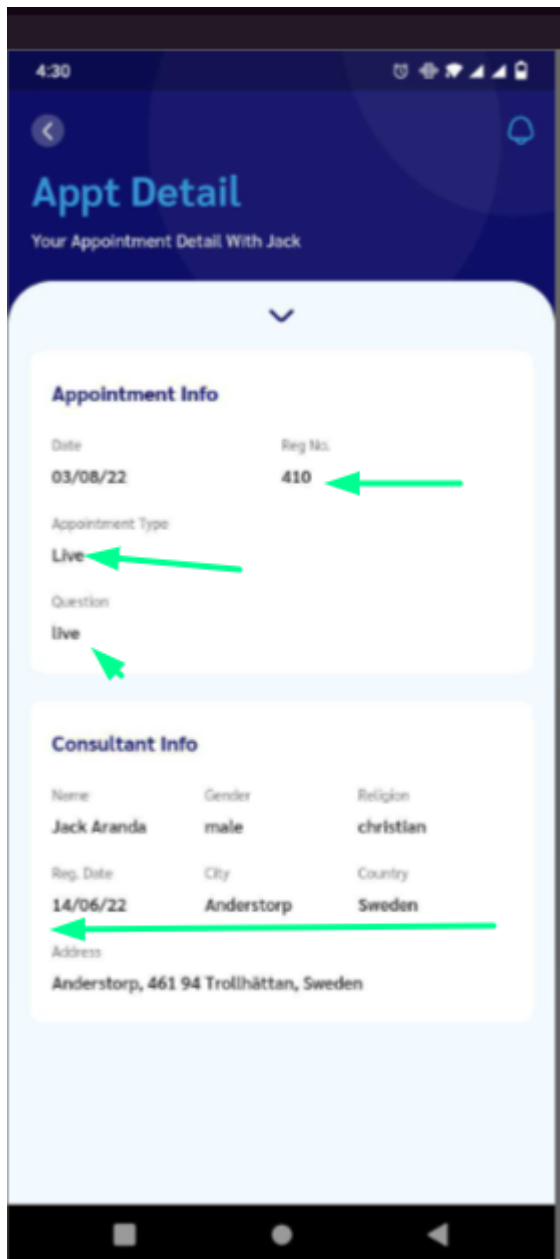 4:30
Appt Detail
Your Appointment Detail With Jack
Appointment Info
Date Reg No.
03/08/22 410
Appointment Type
Live
Question
live
Consultant Info
Name Gender Religion
Jack Aranda male christian
Reg. Date City Country
14/06/22 Anderstorp Sweden
Address
Anderstorp, 461 94 Trollhättan, Sweden